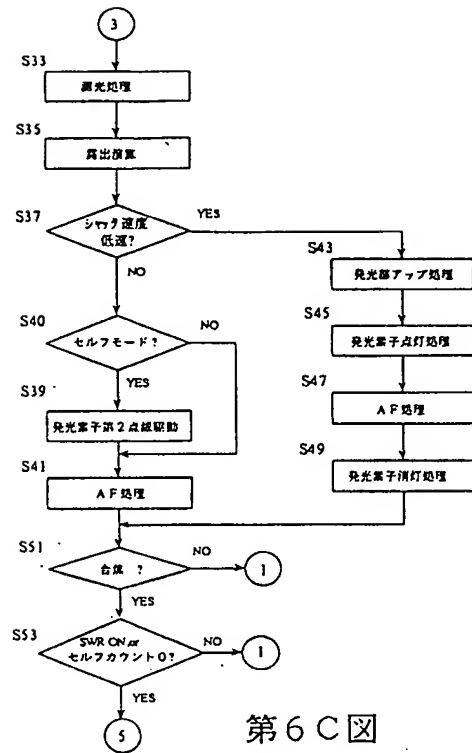 3
S33
測光処理
S35
露出演算
S37
シャッタ速度
低速?
YES
NO
S43
発光部アップ処理
S45
発光素子点灯処理
S47
AF処理
S49
発光素子消灯処理
S40
セルフモード?
NO
YES
S39
発光素子第2点線駆動
S41
AF処理
S51
合焦 ?
NO
1
YES
S53
SWR ON or
セルフカウント0?
NO
1
YES
5
第6C図